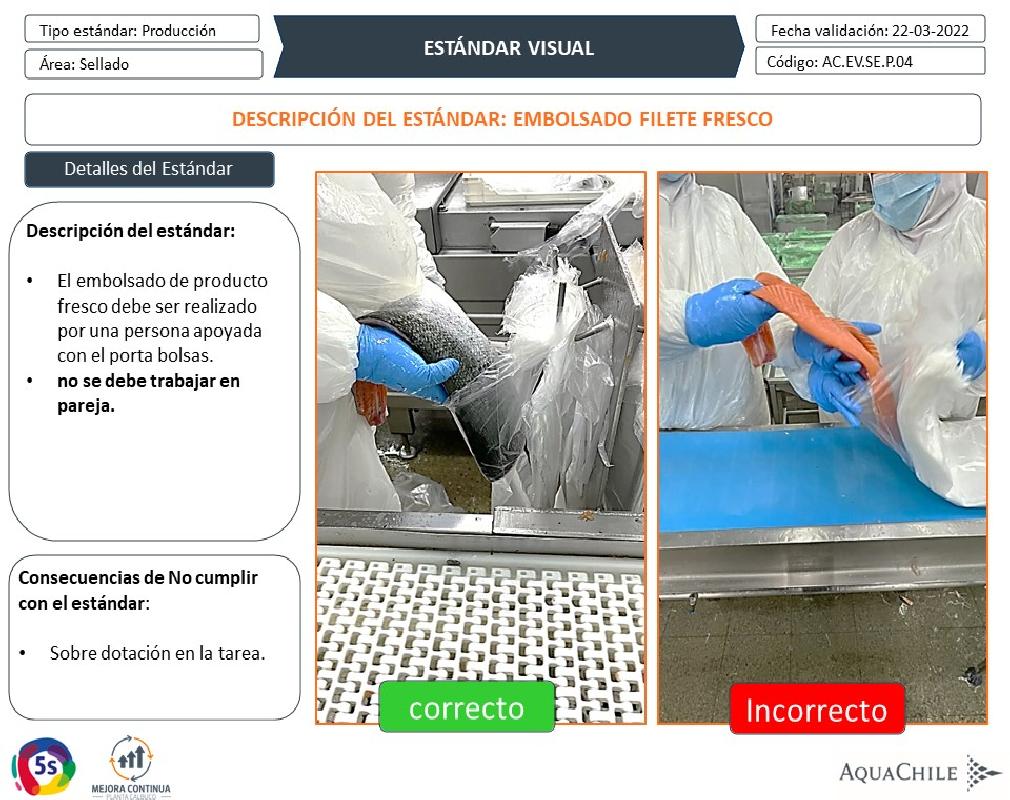 Tipo estándar: Producción
Área: Sellado
ESTÁNDAR VISUAL
Fecha validación: 22-03-2022
Código: AC.EV.SE.P.04
DESCRIPCIÓN DEL ESTÁNDAR: EMBOLSADO FILETE FRESCO
Detalles del Estándar
Descripción del estándar:
• El embolsado de producto
fresco debe ser realizado
por una persona apoyada
con el porta bolsas.
• no se debe trabajar en
pareja.
Consecuencias de No cumplir
con el estándar:
• Sobre dotación en la tarea.
correcto
Incorrecto
5s
MEJORA CONTINUA
PLANTA CALBUCO
AQUACHILE